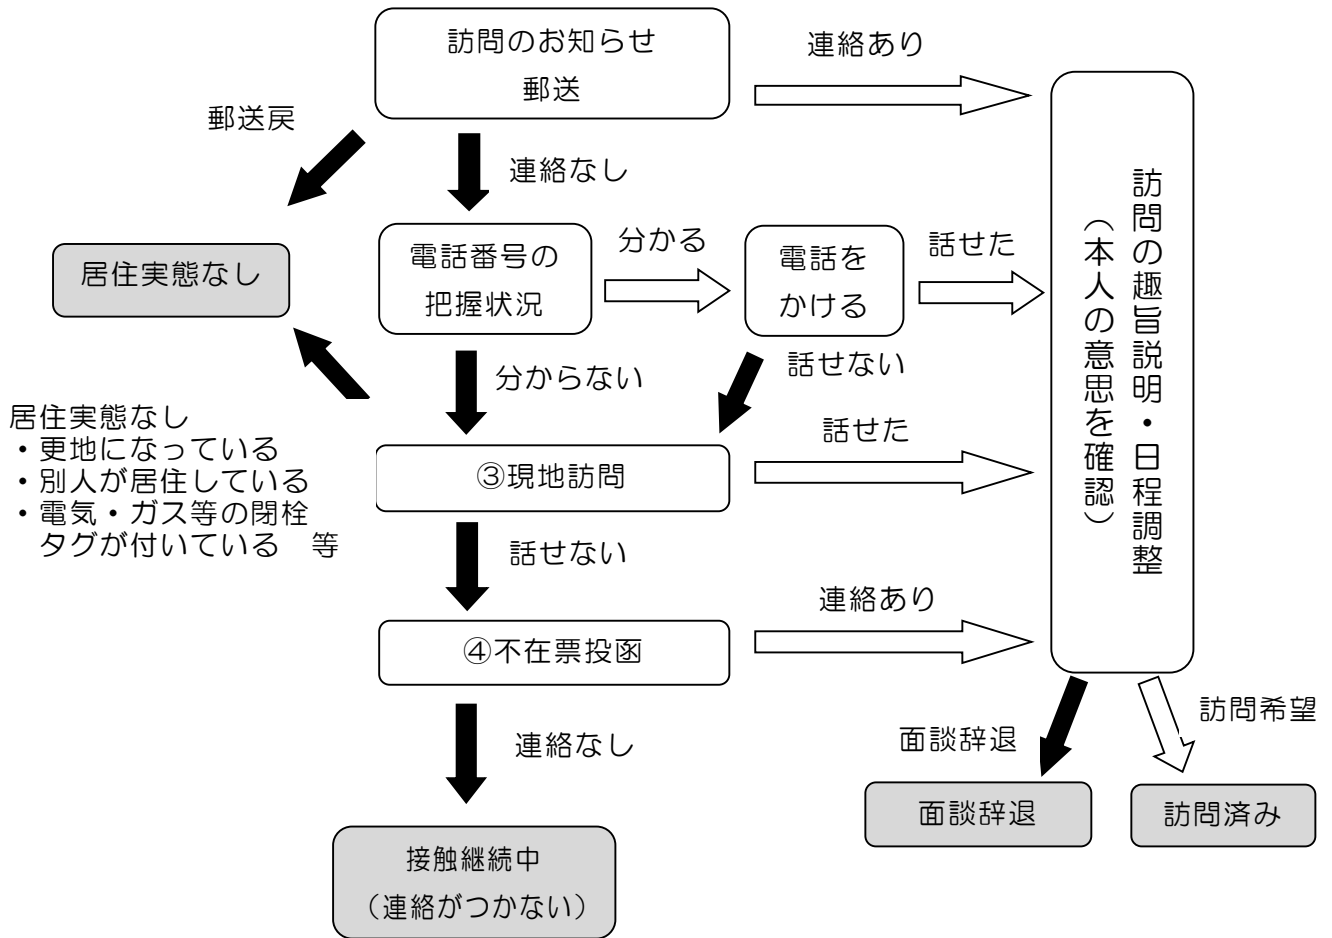 訪問のお知らせ
郵送
連絡あり
郵送戻
連絡なし
電話番号の
把握状況
分かる
電話を
かける
話せた
居住実態なし
訪問の趣旨説明・日程調整
（本人の意思を確認）
分からない
話せない
居住実態なし
・更地になっている
・別人が居住している
・電気・ガス等の閉栓
タグが付いている　等
③現地訪問
話せた
話せない
④不在票投函
連絡あり
連絡なし
面談辞退
訪問希望
面談辞退
訪問済み
接触継続中
（連絡がつかない）